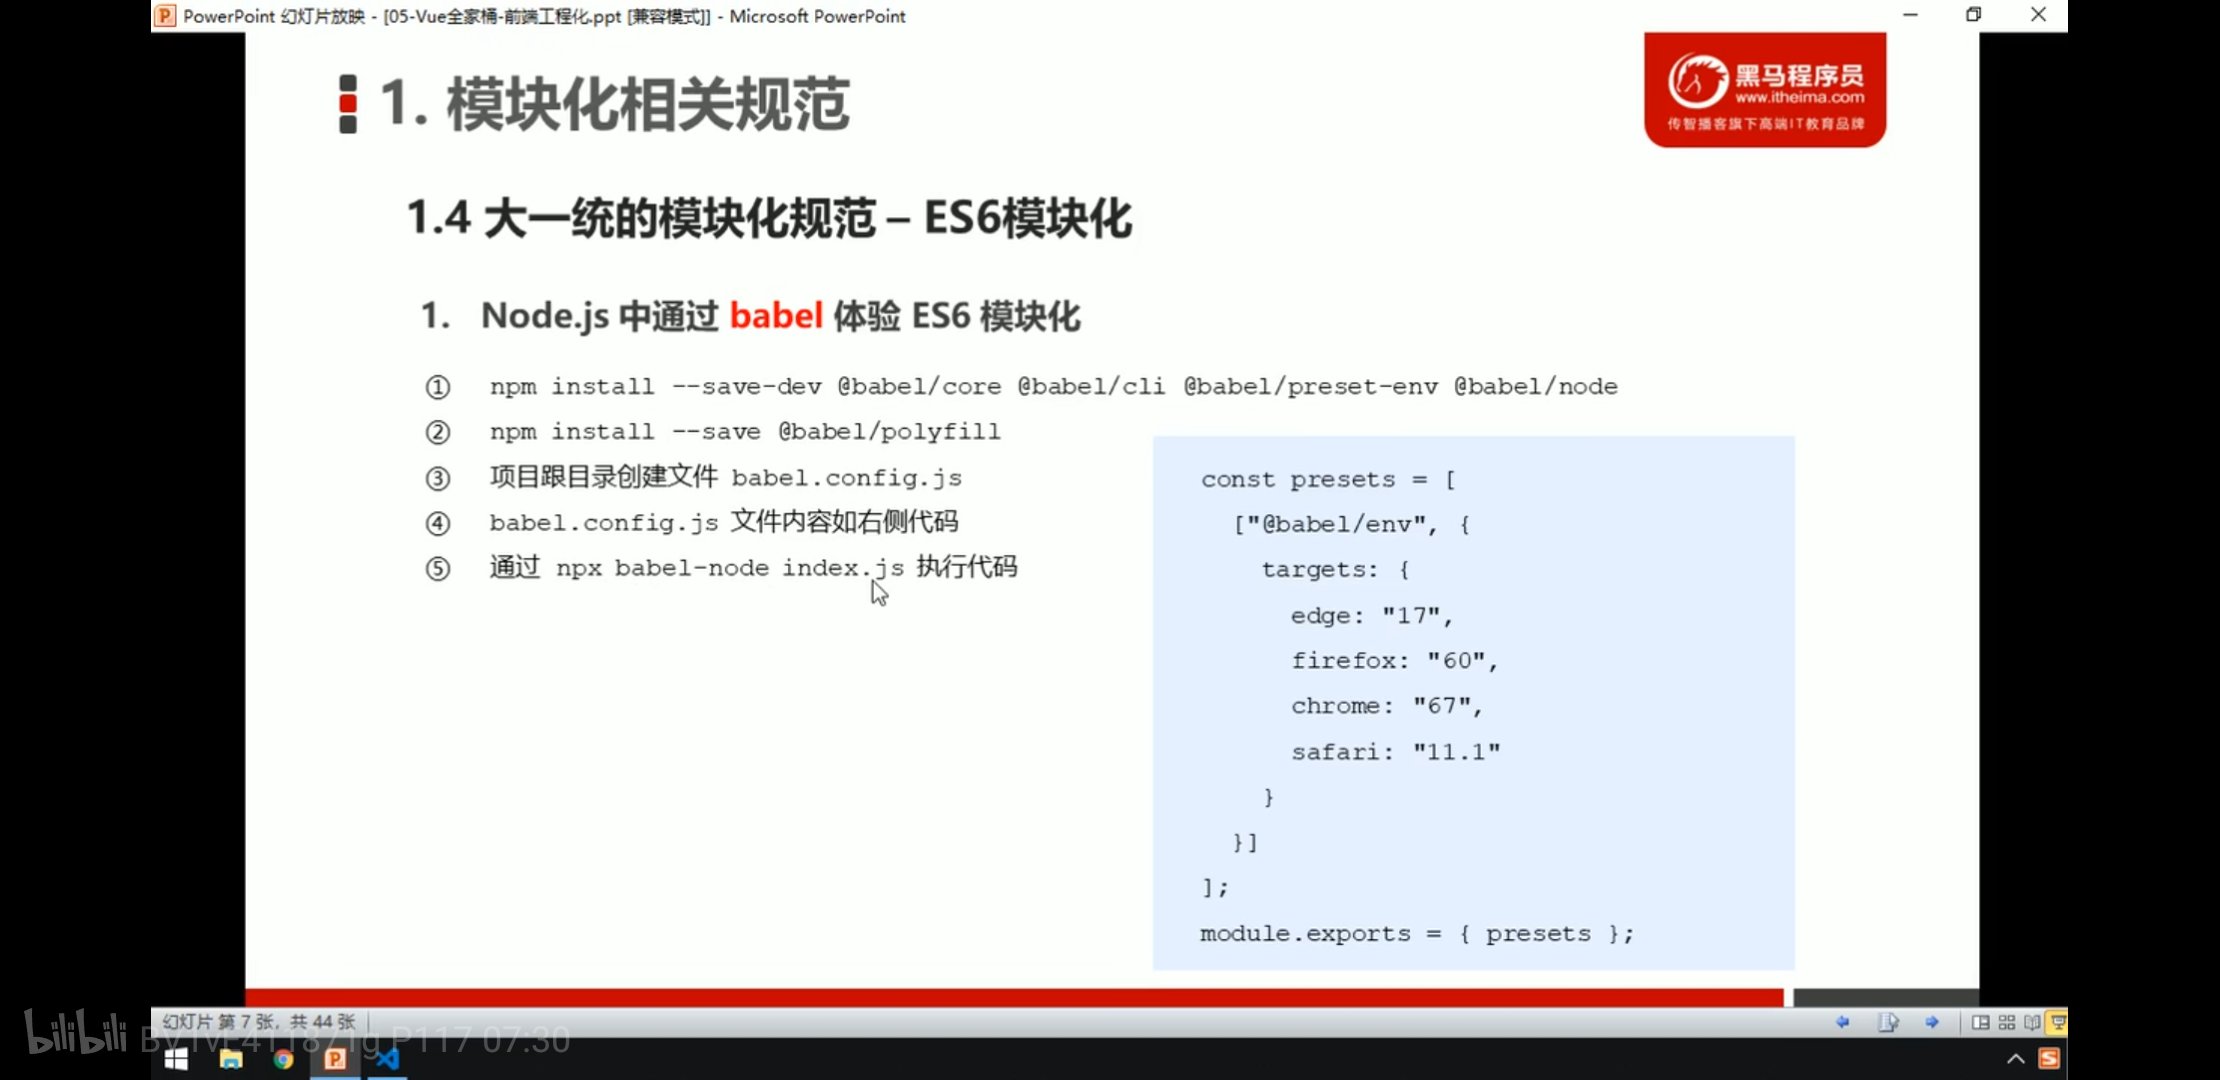 PowerPoint 幻灯片放映 - [05-Vue全家桶-前端工程化.ppt [兼容模式]] - Microsoft PowerPoint
黑马程序员
www.itheima.com
传智播客旗下高端IT教育品牌
1. 模块化相关规范
1.4 大一统的模块化规范 – ES6模块化
1. Node.js 中通过 babel 体验 ES6 模块化
① npm install --save-dev @babel/core @babel/cli @babel/preset-env @babel/node
② npm install --save @babel/polyfill
③ 项目跟目录创建文件 babel.config.js
④ babel.config.js 文件内容如右侧代码
⑤ 通过 npx babel-node index.js 执行代码
const presets = [
["@babel/env", {
targets: {
edge: "17",
firefox: "60",
chrome: "67",
safari: "11.1"
}
}]
];
module.exports = { presets };
幻灯片 第 7 张，共 44 张
bilibili P117 07:30